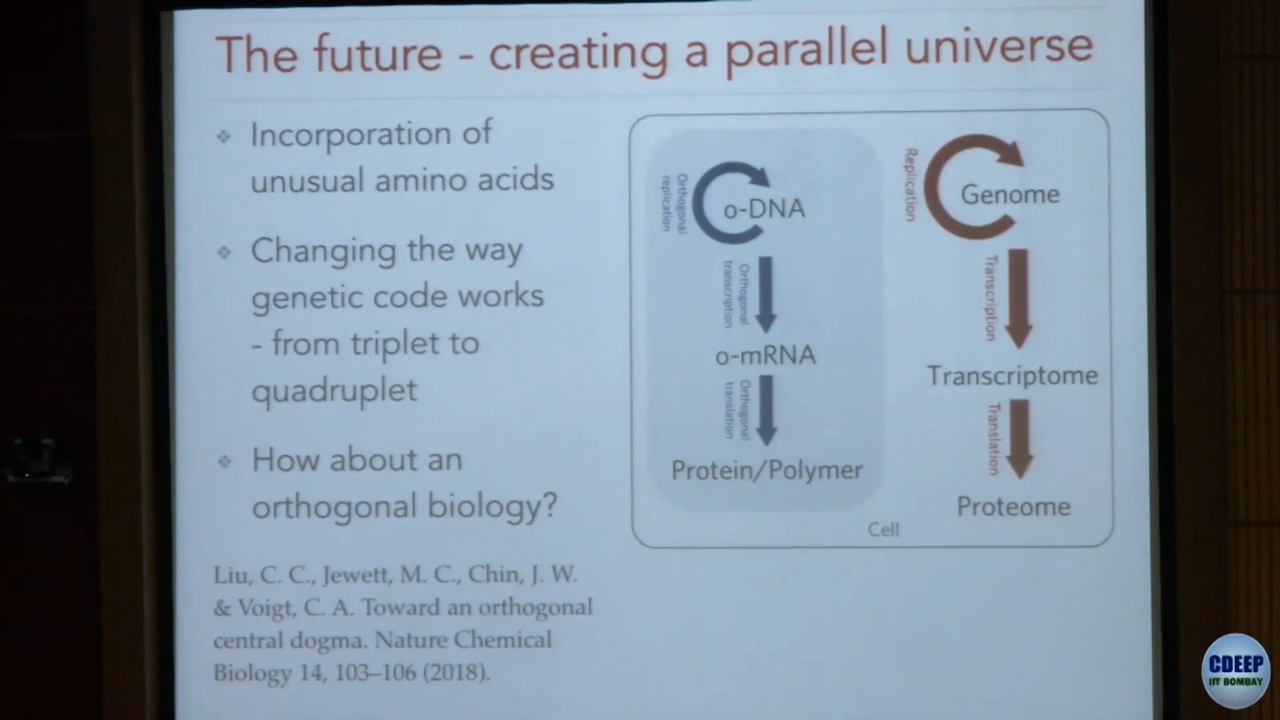 The future - creating a parallel universe
Incorporation of
unusual amino acids
Changing the way
genetic code works
- from triplet to
quadruplet
How about an
orthogonal biology?
Liu, C. C., Jewett, M. C., Chin, J. W.
& Voigt, C. A. Toward an orthogonal
central dogma. Nature Chemical
Biology 14, 103–106 (2018).
Orthogonal
replication
o-DNA
Orthogonal
transcription
o-mRNA
Orthogonal
translation
Protein/Polymer
Replication
Genome
Transcription
Transcriptome
Translation
Proteome
Cell
CDEEP
IIT BOMBAY